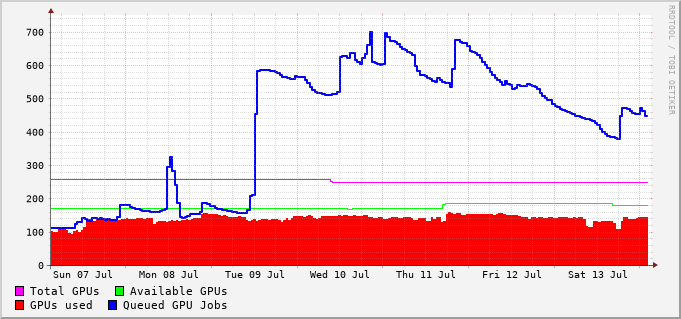 RRDTOOL / TOBI OETIKER
700
600
500
400
300
200
100
0
Sun 07 Jul Mon 08 Jul Tue 09 Jul Wed 10 Jul Thu 11 Jul Fri 12 Jul Sat 13 Jul
Total GPUs Available GPUs
GPUs used Queued GPU Jobs